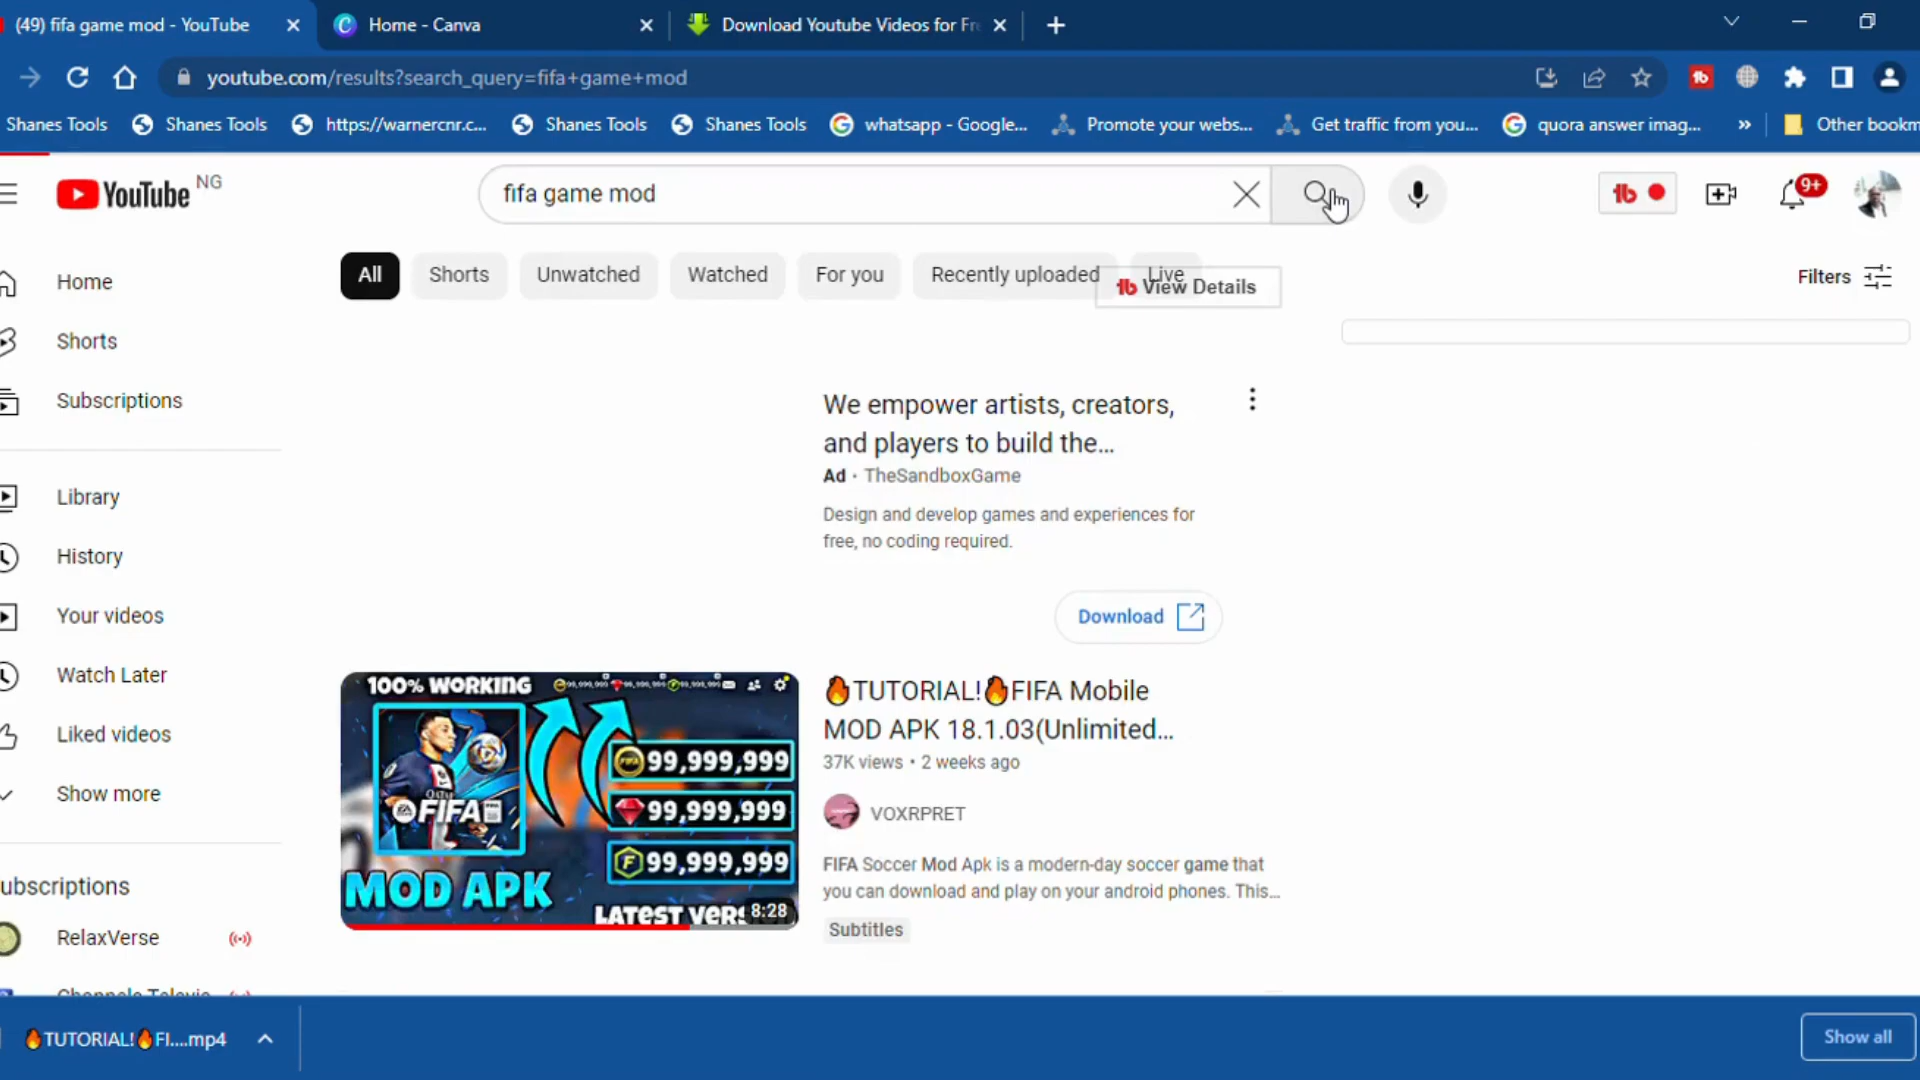 (49) fifa game mod - YouTube
Home - Canva
Download Youtube Videos for Fr
youtube.com/results?search_query=fifa+game+mod
Shanes Tools
Shanes Tools
https://warnercnr.c...
Shanes Tools
Shanes Tools
whatsapp - Google...
Promote your webs...
Get traffic from you...
quora answer imag...
»
Other bookm
YouTube NG
fifa game mod
9+
All
Shorts
Unwatched
Watched
For you
Recently uploaded
Live
View Details
Filters
Home
Shorts
Subscriptions
Library
History
Your videos
Watch Later
Liked videos
Show more
ubscriptions
RelaxVerse
We empower artists, creators,
and players to build the...
Ad · TheSandboxGame
Design and develop games and experiences for
free, no coding required.
Download
100% WORKING
FIFA
99,999,999
99,999,999
99,999,999
MOD APK
LATEST VER
8:28
🔥TUTORIAL!🔥FIFA Mobile
MOD APK 18.1.03(Unlimited...
37K views • 2 weeks ago
VOXRPRET
FIFA Soccer Mod Apk is a modern-day soccer game that
you can download and play on your android phones. This...
Subtitles
🔥TUTORIAL!🔥FI....mp4
Show all